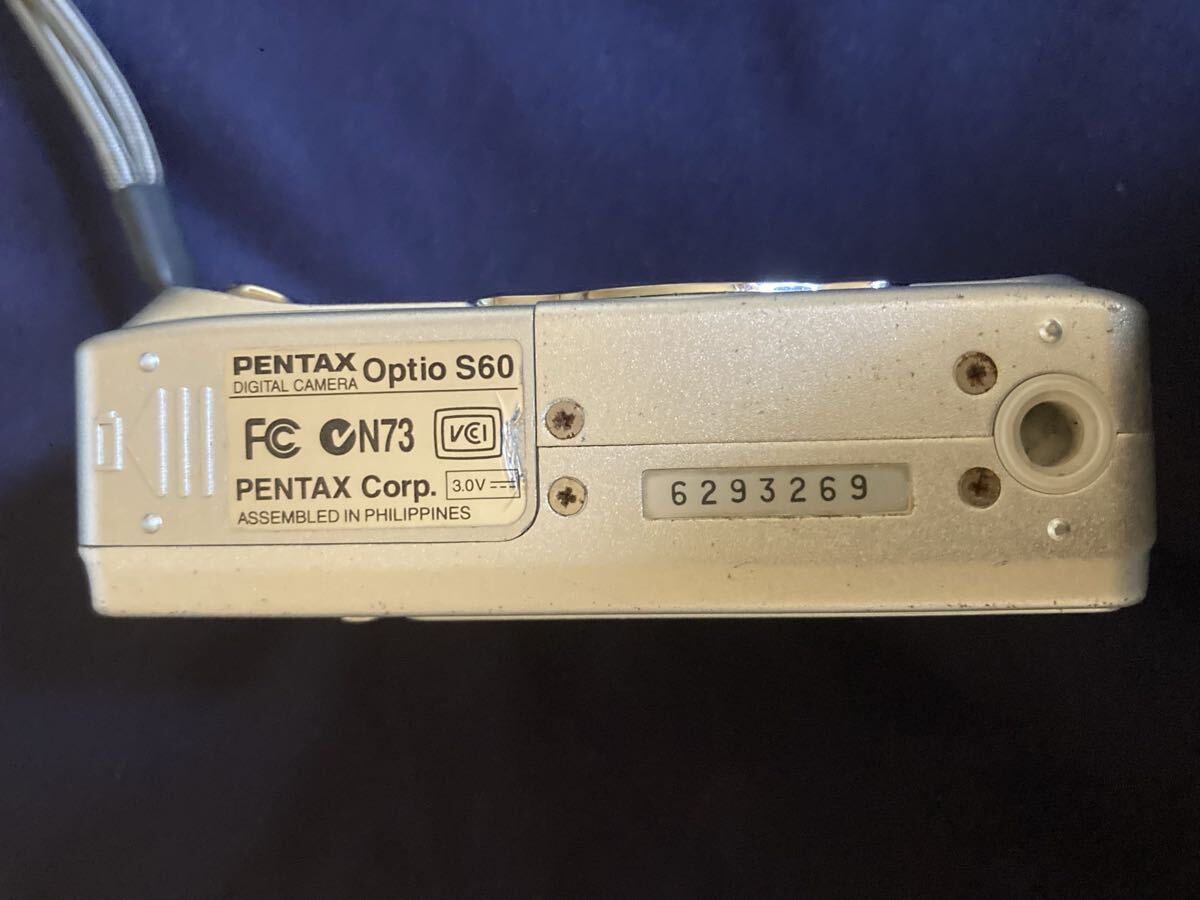 PENTAX Optio S60
DIGITAL CAMERA
FC N73 VCI
PENTAX Corp. 3.0V
ASSEMBLED IN PHILIPPINES
6293269